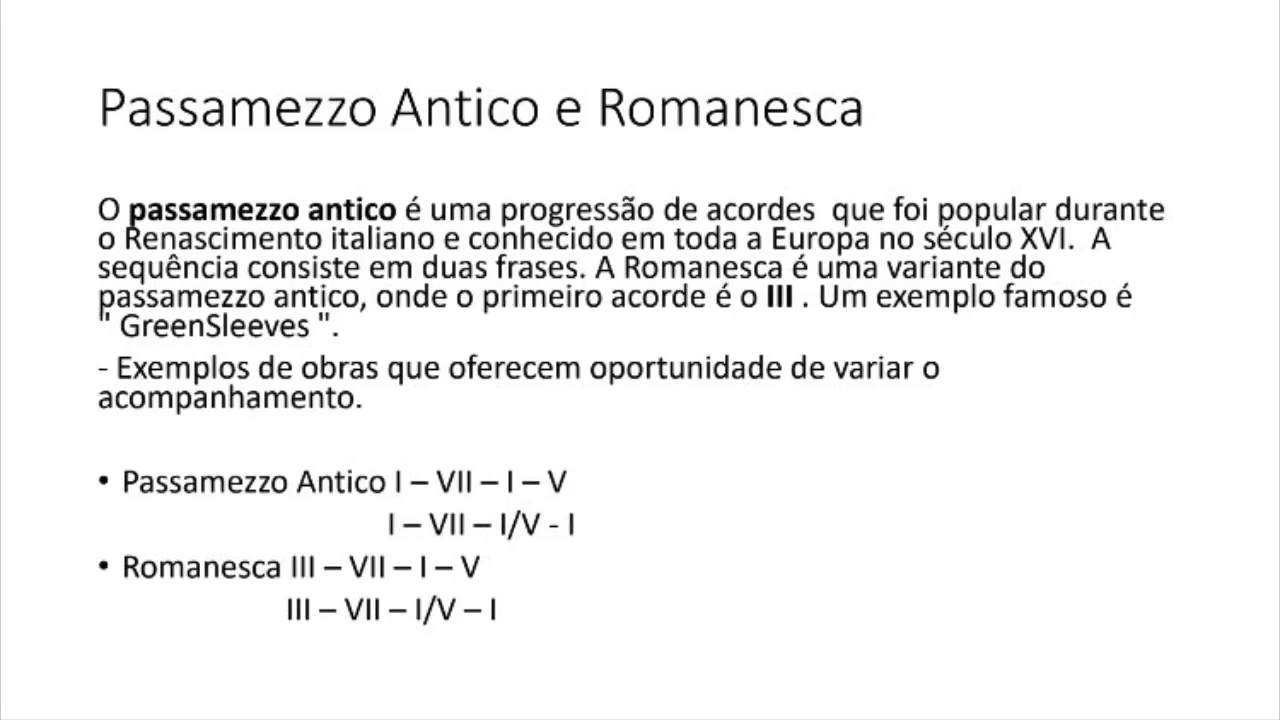 Passamezzo Antico e Romanesca
O passamezzo antico é uma progressão de acordes  que foi popular durante
o Renascimento italiano e conhecido em toda a Europa no século XVI.  A
sequência consiste em duas frases. A Romanesca é uma variante do
passamezzo antico, onde o primeiro acorde é o III . Um exemplo famoso é
" GreenSleeves ".
- Exemplos de obras que oferecem oportunidade de variar o
acompanhamento.
• Passamezzo Antico I – VII – I – V
I – VII – I/V - I
• Romanesca III – VII – I – V
III – VII – I/V – I